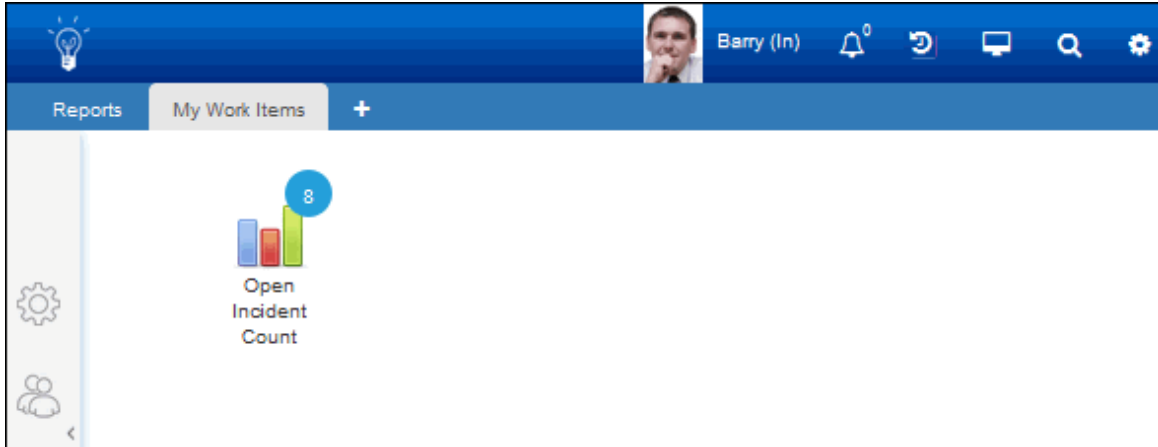 Barry (In)
0
Reports
My Work Items
+
8
Open
Incident
Count